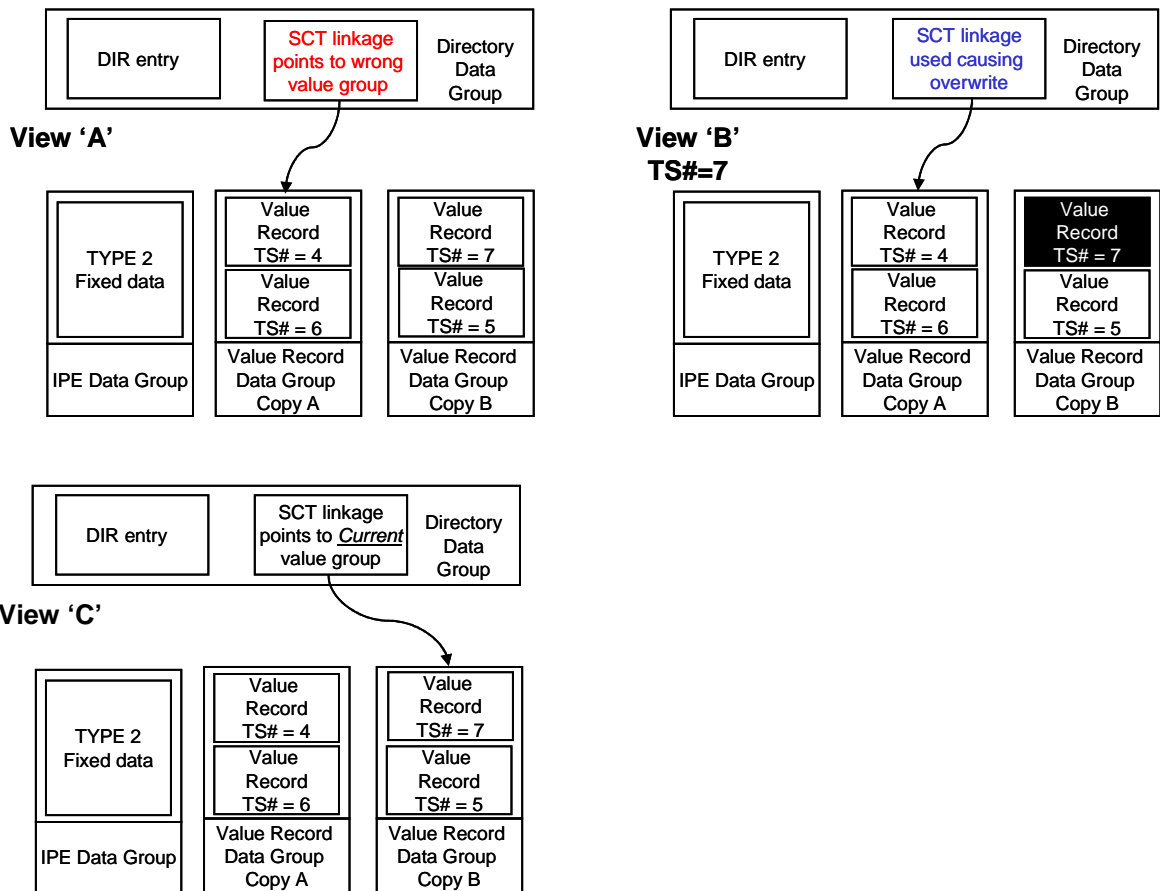 DIR entry
SCT linkage
points to wrong
value group
Directory
Data
Group
View ‘A’
TYPE 2
Fixed data
IPE Data Group
Value
Record
TS# = 4
Value
Record
TS# = 6
Value Record
Data Group
Copy A
Value
Record
TS# = 7
Value
Record
TS# = 5
Value Record
Data Group
Copy B
DIR entry
SCT linkage
used causing
overwrite
Directory
Data
Group
View ‘B’
TS#=7
TYPE 2
Fixed data
IPE Data Group
Value
Record
TS# = 4
Value
Record
TS# = 6
Value Record
Data Group
Copy A
Value
Record
TS# = 7
Value
Record
TS# = 5
Value Record
Data Group
Copy B
DIR entry
SCT linkage
points to Current
value group
Directory
Data
Group
View ‘C’
TYPE 2
Fixed data
IPE Data Group
Value
Record
TS# = 4
Value
Record
TS# = 6
Value Record
Data Group
Copy A
Value
Record
TS# = 7
Value
Record
TS# = 5
Value Record
Data Group
Copy B